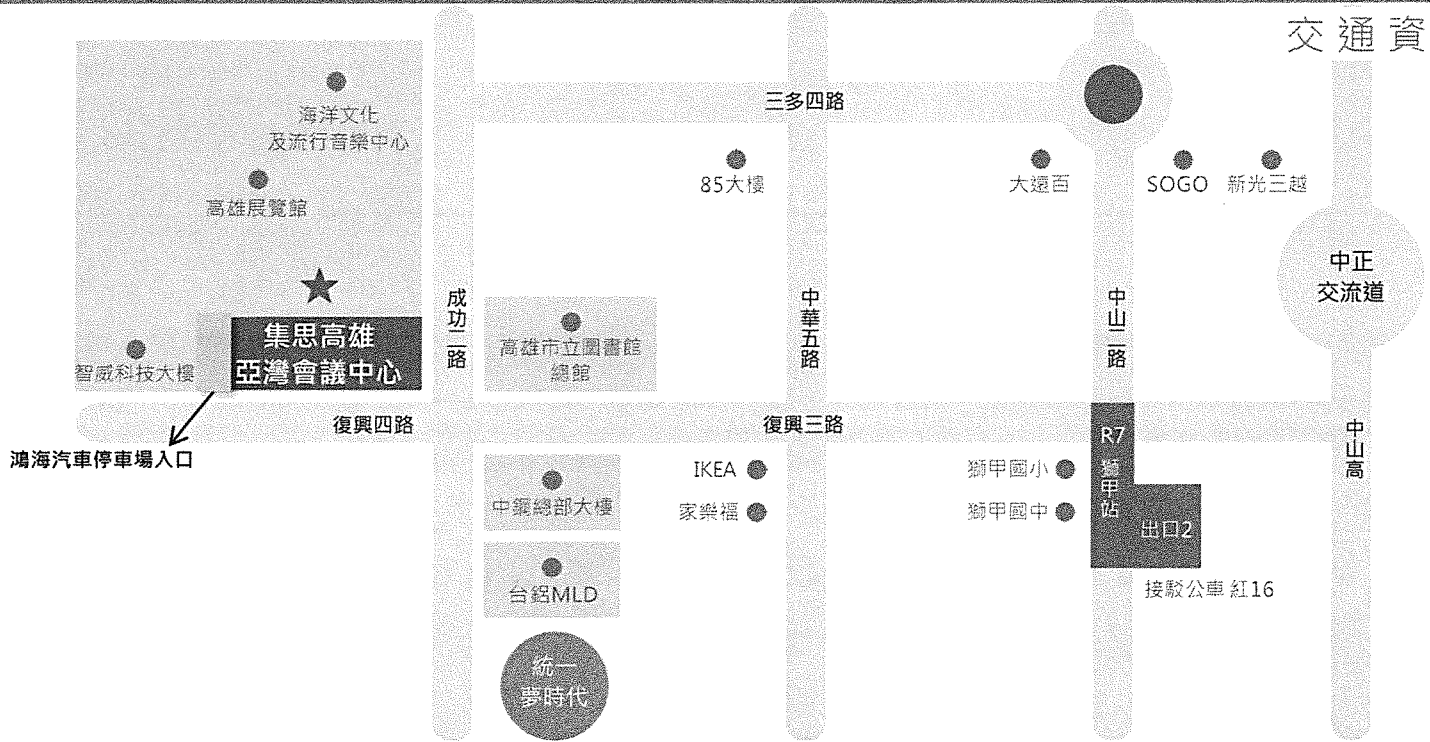 交通資
海洋文化
及流行音樂中心
高雄展覽館
集思高雄
亞灣會議中心
智威科技大樓
鴻海汽車停車場入口
三多四路
85大樓
大遠百
SOGO
新光三越
中正
交流道
成功二路
高雄市立圖書館
總館
中華五路
中山二路
復興四路
復興三路
中山高
R7
獅甲站
出口2
接駁公車 紅16
IKEA
家樂福
獅甲國小
獅甲國中
中鋼總部大樓
台鋁MLD
統一
夢時代